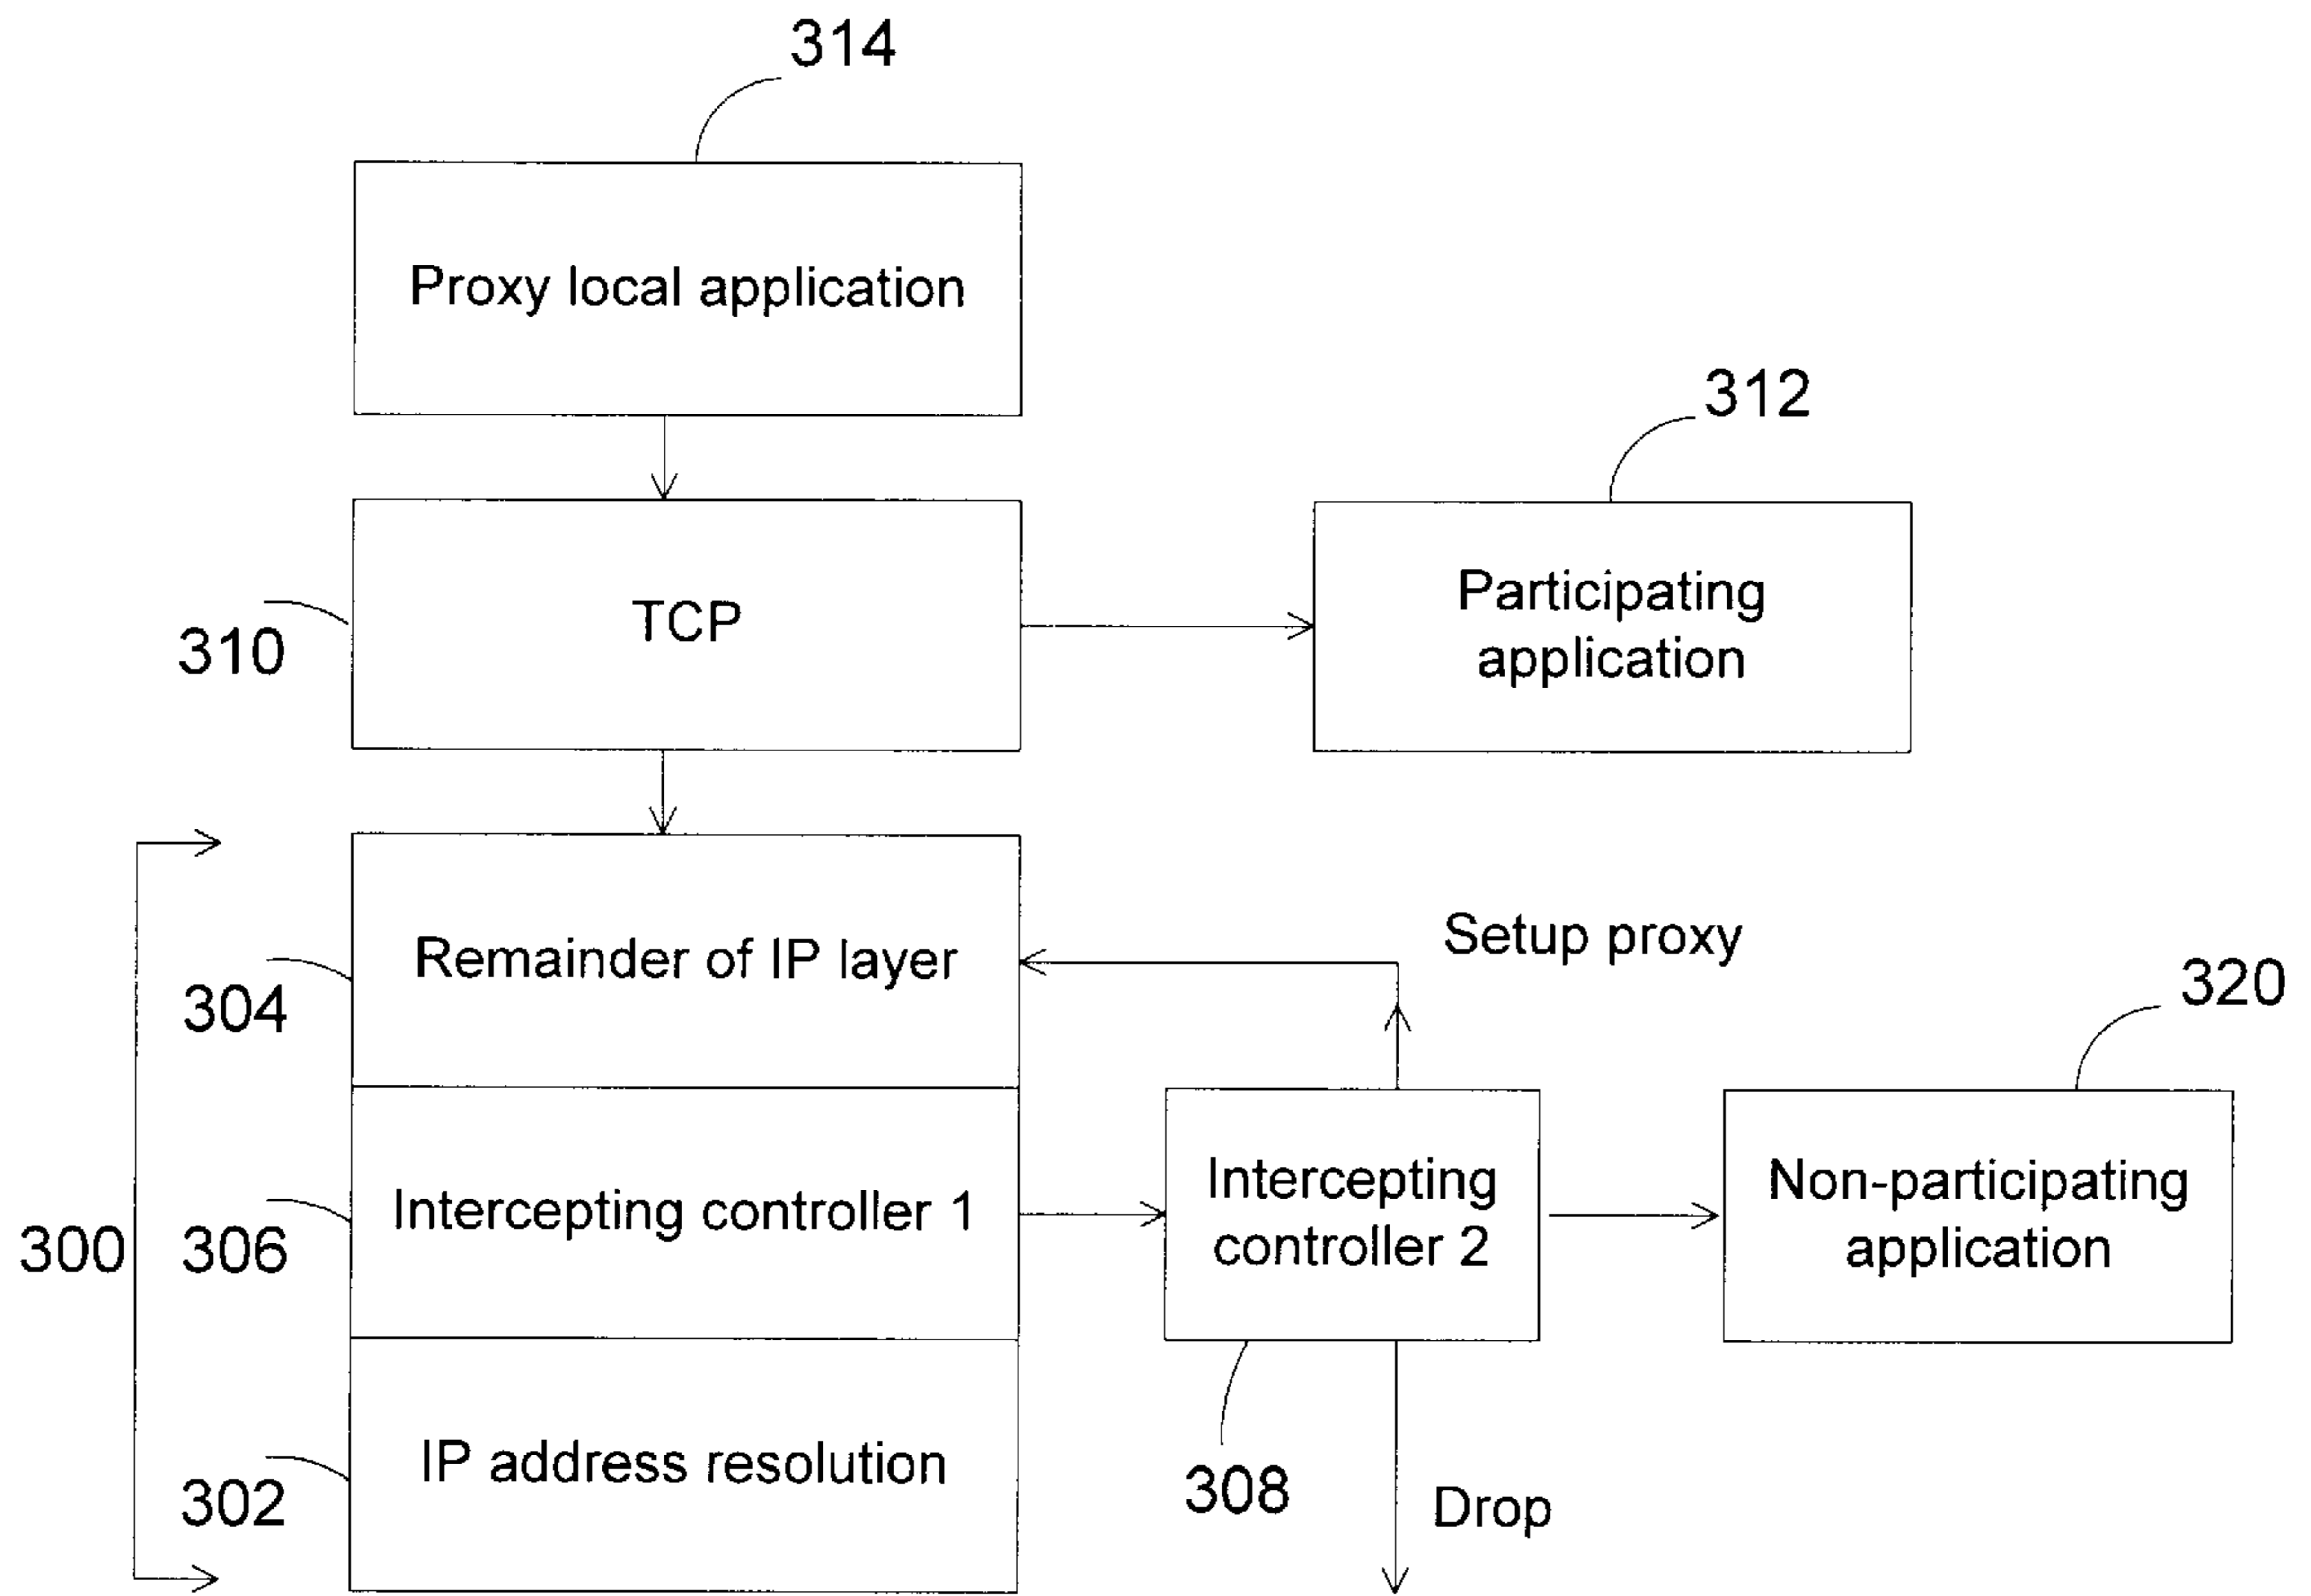 314
Proxy local application
312
TCP
Participating
application
310
Remainder of IP layer
Setup proxy
304
320
Intercepting controller 1
Intercepting
controller 2
Non-participating
application
300
306
IP address resolution
302
308
Drop